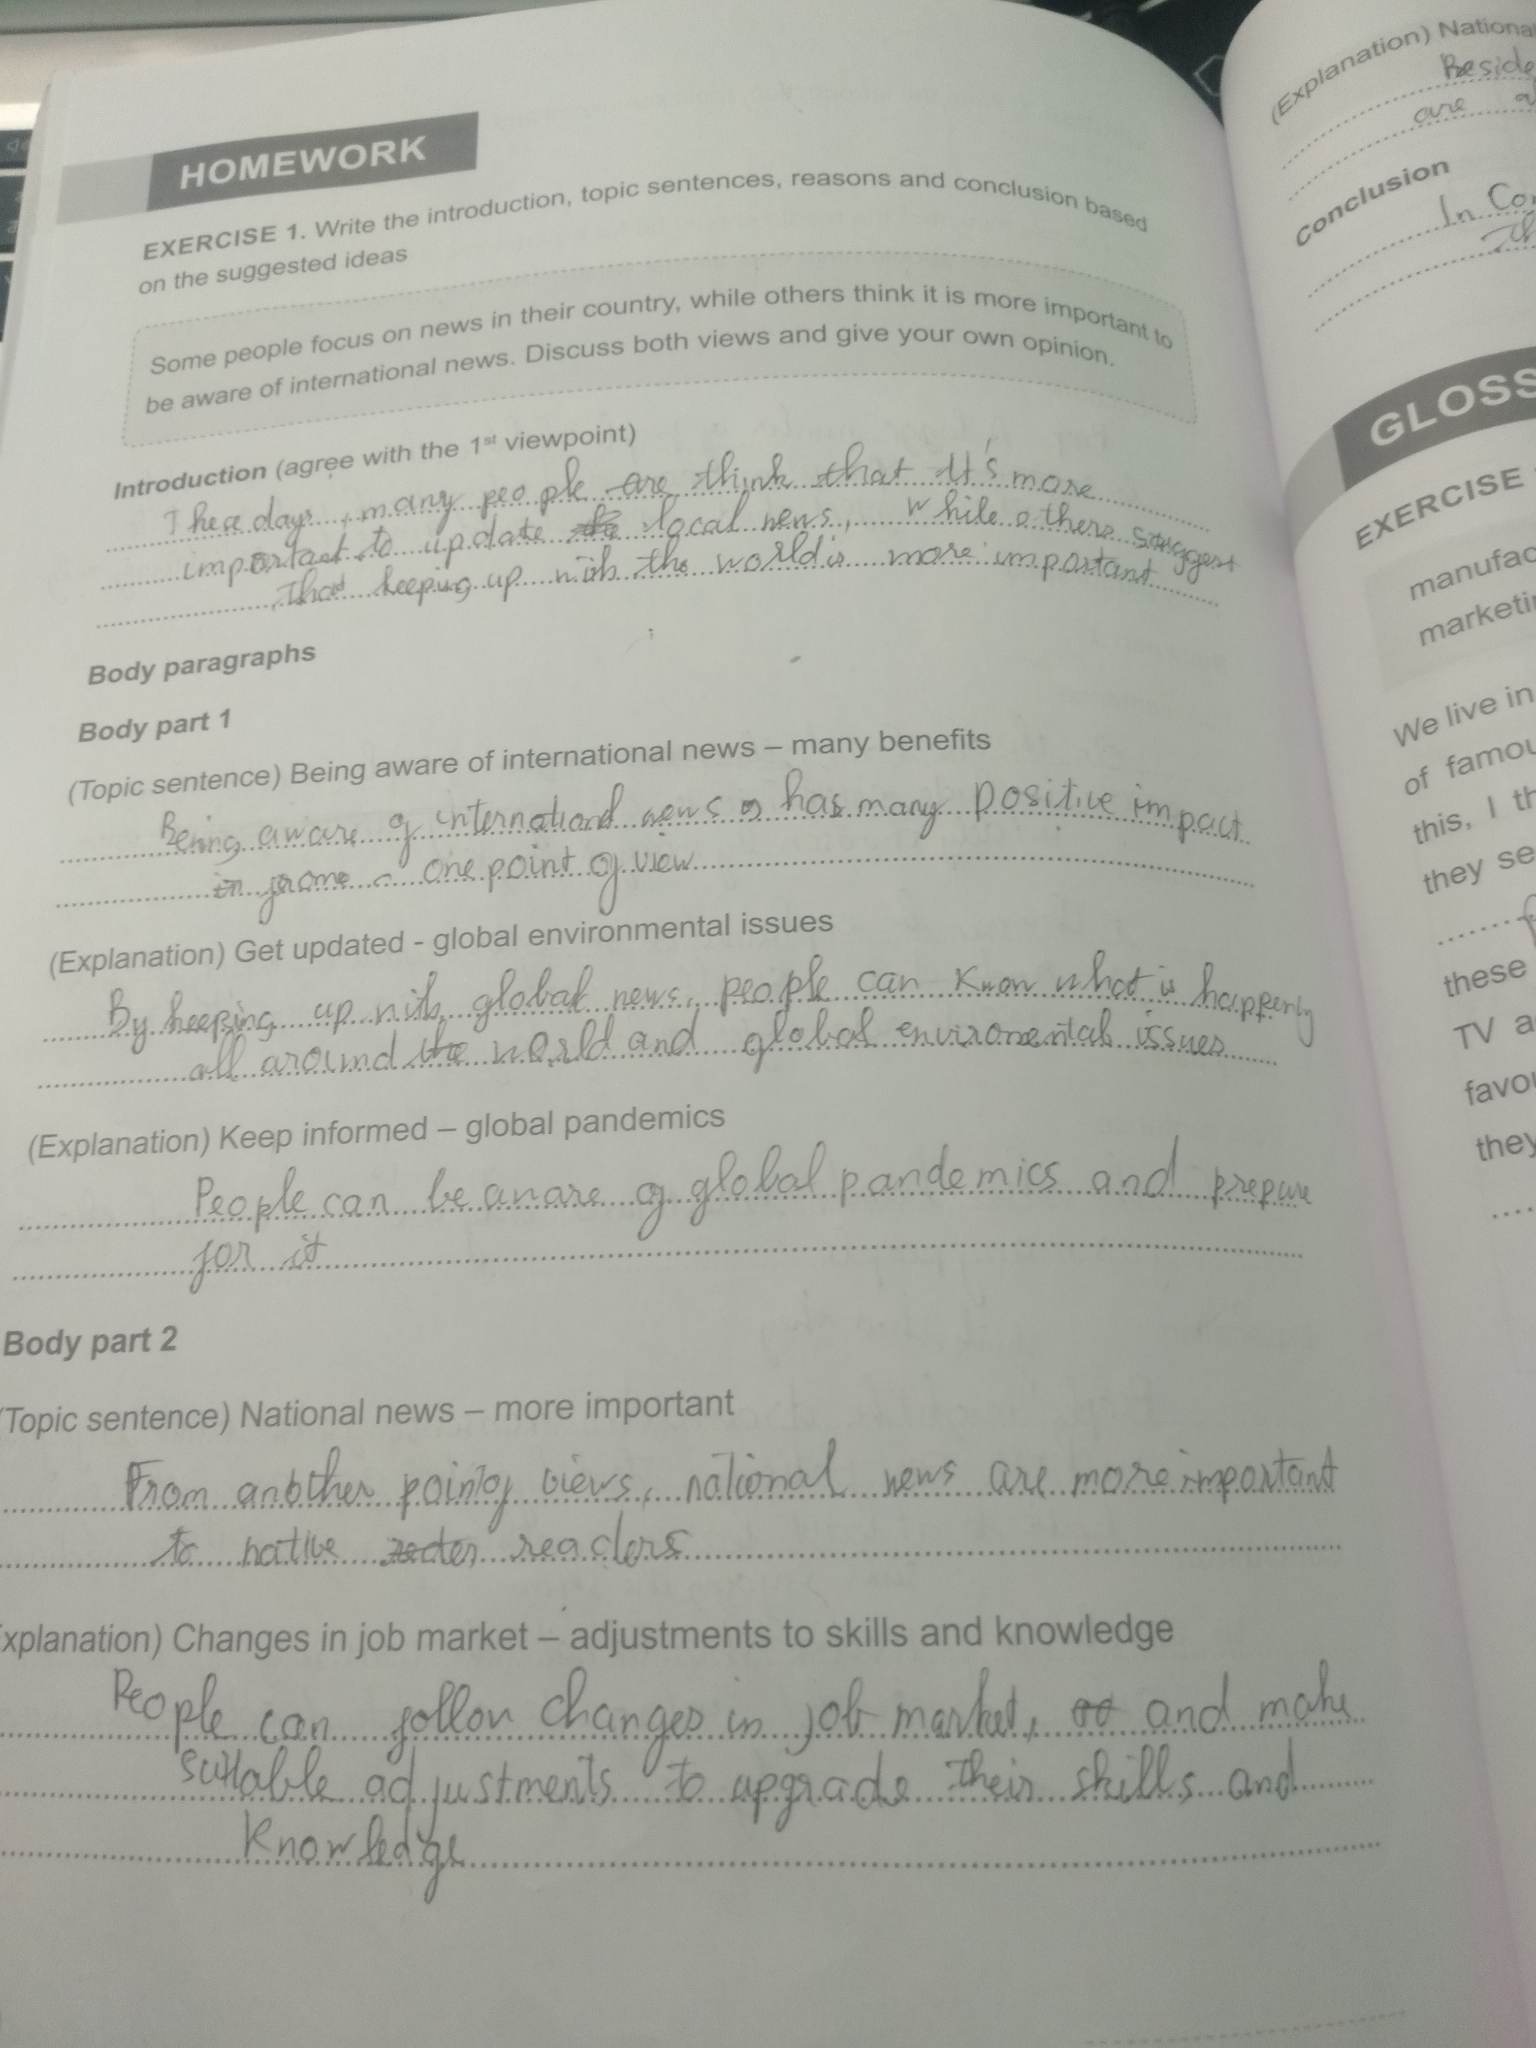 HOMEWORK
EXERCISE 1. Write the introduction, topic sentences, reasons and conclusion based
on the suggested ideas
Some people focus on news in their country, while others think it is more important to
be aware of international news. Discuss both views and give your own opinion.
Introduction (agree with the 1st viewpoint)
These days, many people are think that It's more
important to update local news, while others suggest
that keeping up with the world is more important
Body paragraphs
Body part 1
(Topic sentence) Being aware of international news – many benefits
Being aware of international news has many positive impact
from one point of view
(Explanation) Get updated - global environmental issues
By keeping up with global news, people can know what is happenly
all around the world and global enviromental issues
(Explanation) Keep informed – global pandemics
People can be aware of global pandemics and prepare
for it
Body part 2
(Topic sentence) National news – more important
From another point of views, national news are more important
to native readers
xplanation) Changes in job market – adjustments to skills and knowledge
People can follow changes in job market, and make
suitable adjustments to upgrade their skills and
knowledge
(Explanation) Nationa
Beside
are
Conclusion
In Con
Th
GLOSS
EXERCISE
manufac
marketin
We live in
of famou
this, I th
they se
these
TV a
favou
they